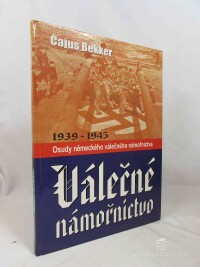 Cajus Bekker
1939 - 1945
Osudy německého válečného námořnictva
Válečné
námořnictvo